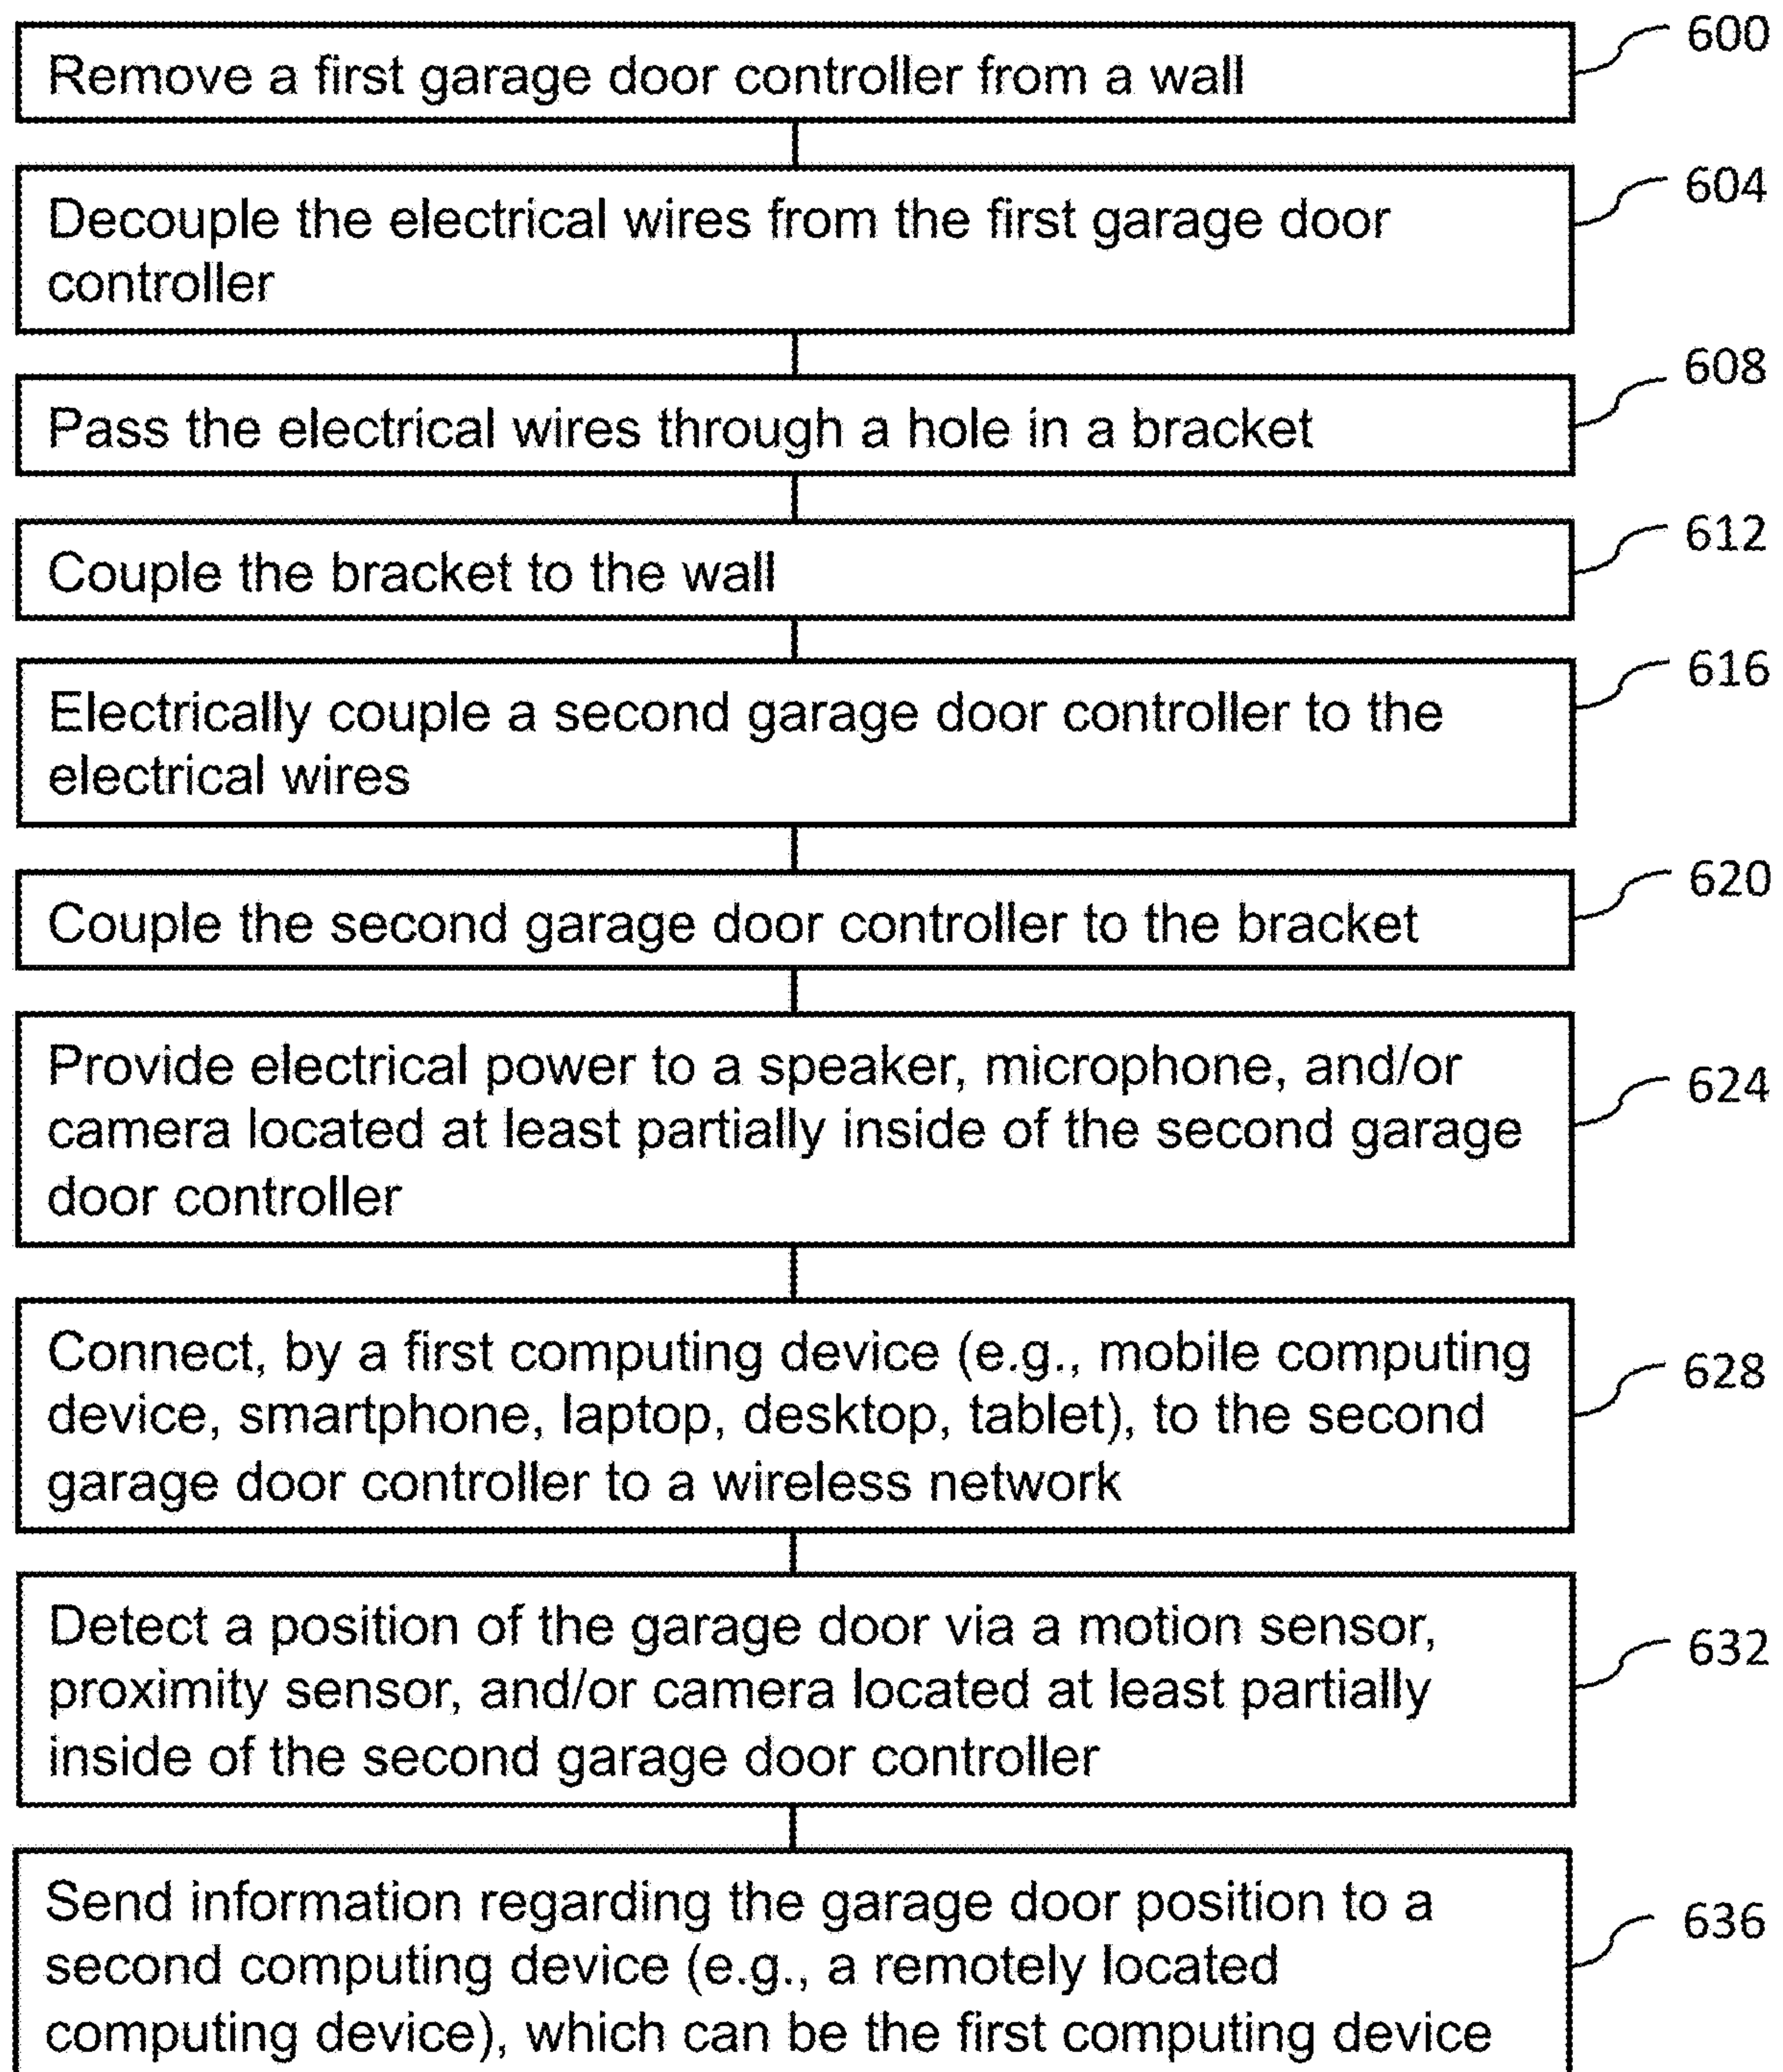 600
Remove a first garage door controller from a wall
604
Decouple the electrical wires from the first garage door
controller
608
Pass the electrical wires through a hole in a bracket
612
Couple the bracket to the wall
616
Electrically couple a second garage door controller to the
electrical wires
620
Couple the second garage door controller to the bracket
624
Provide electrical power to a speaker, microphone, and/or
camera located at least partially inside of the second garage
door controller
628
Connect, by a first computing device (e.g., mobile computing
device, smartphone, laptop, desktop, tablet), to the second
garage door controller to a wireless network
632
Detect a position of the garage door via a motion sensor,
proximity sensor, and/or camera located at least partially
inside of the second garage door controller
636
Send information regarding the garage door position to a
second computing device (e.g., a remotely located
computing device), which can be the first computing device